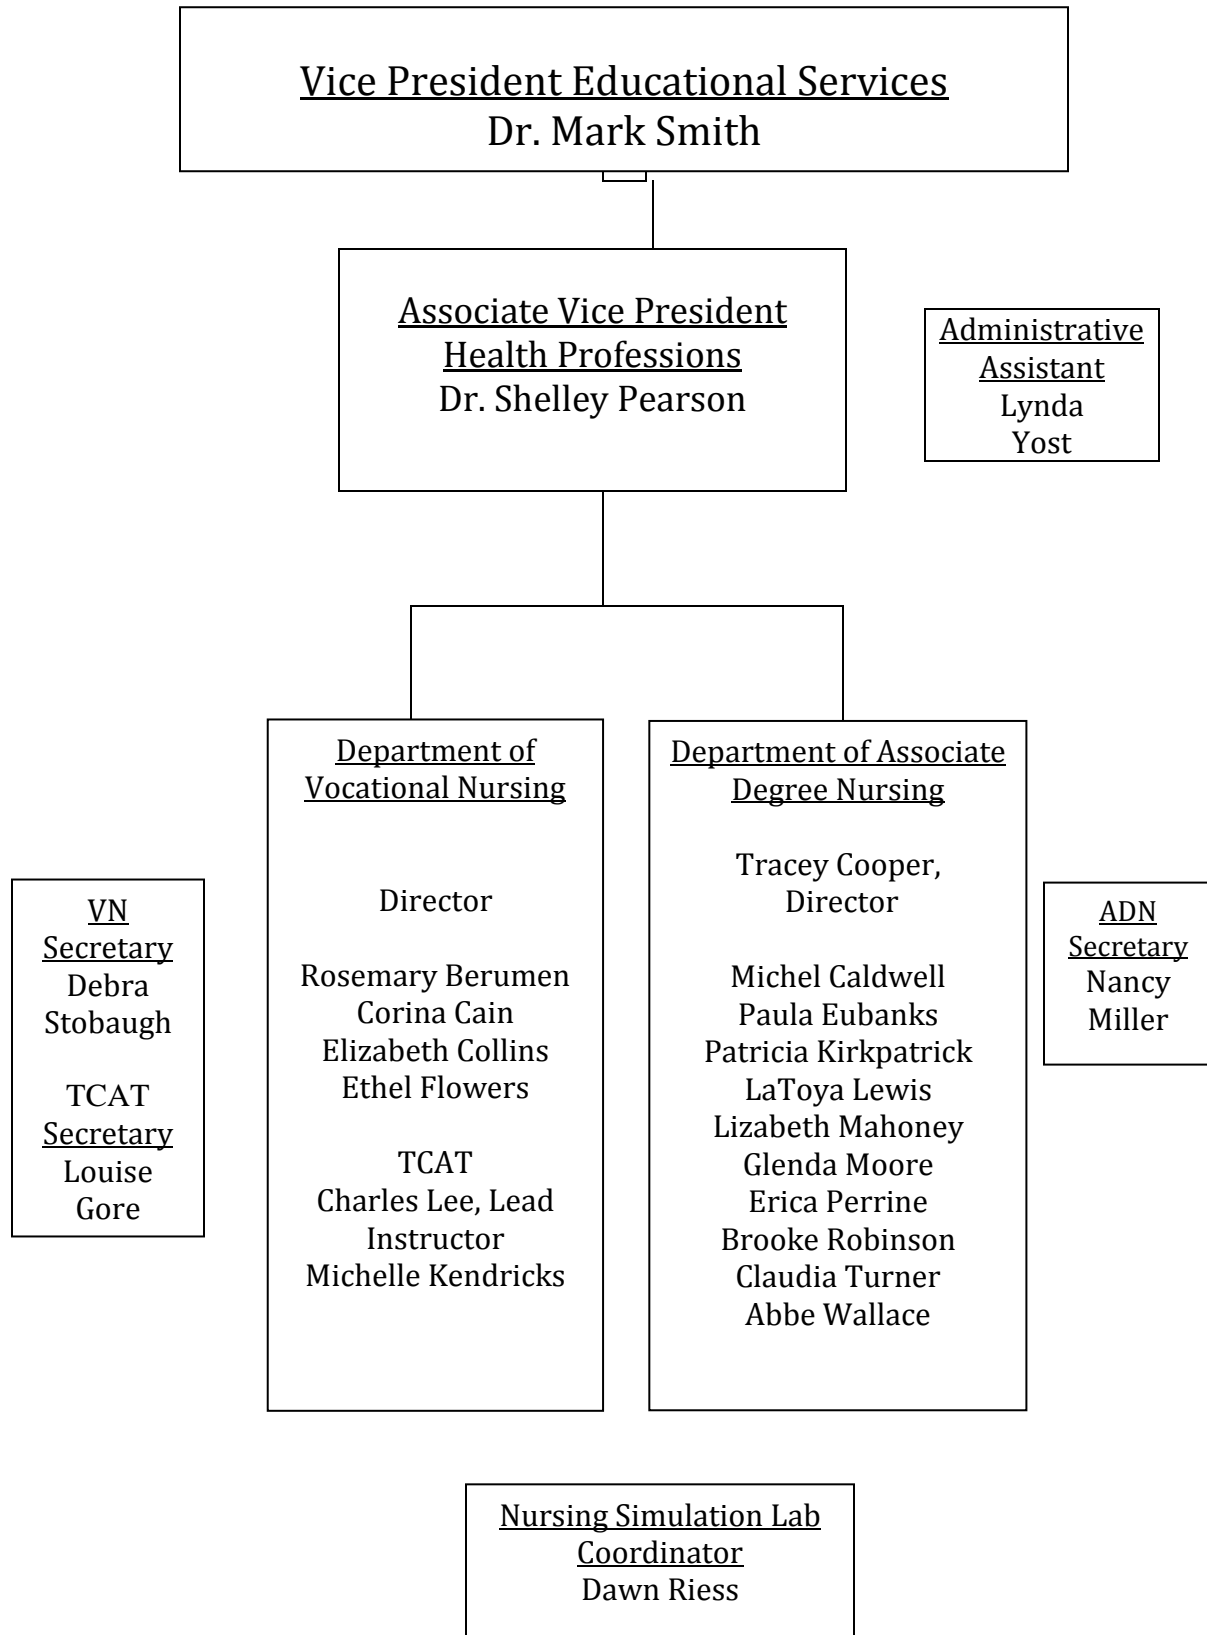 Vice President Educational Services
Dr. Mark Smith
Associate Vice President
Health Professions
Dr. Shelley Pearson
Administrative
Assistant
Lynda
Yost
Department of
Vocational Nursing
Director
Rosemary Berumen
Corina Cain
Elizabeth Collins
Ethel Flowers
TCAT
Charles Lee, Lead
Instructor
Michelle Kendricks
Department of Associate
Degree Nursing
Tracey Cooper,
Director
Michel Caldwell
Paula Eubanks
Patricia Kirkpatrick
LaToya Lewis
Lizabeth Mahoney
Glenda Moore
Erica Perrine
Brooke Robinson
Claudia Turner
Abbe Wallace
VN
Secretary
Debra
Stobaugh
TCAT
Secretary
Louise
Gore
ADN
Secretary
Nancy
Miller
Nursing Simulation Lab
Coordinator
Dawn Riess